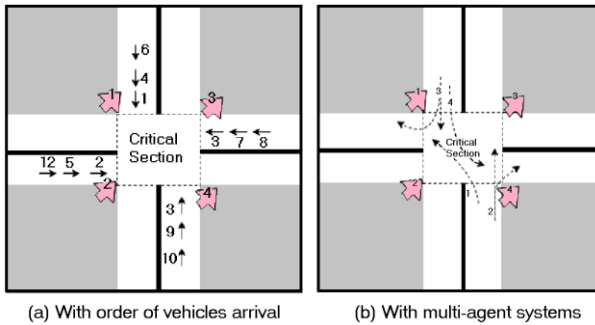 6
4
1
1
3
Critical
Section
3 7 8
12 5 2
2
4
3
9
10
(a) With order of vehicles arrival
1
3
4
3
Critical
Section
2
1
2
4
(b) With multi-agent systems